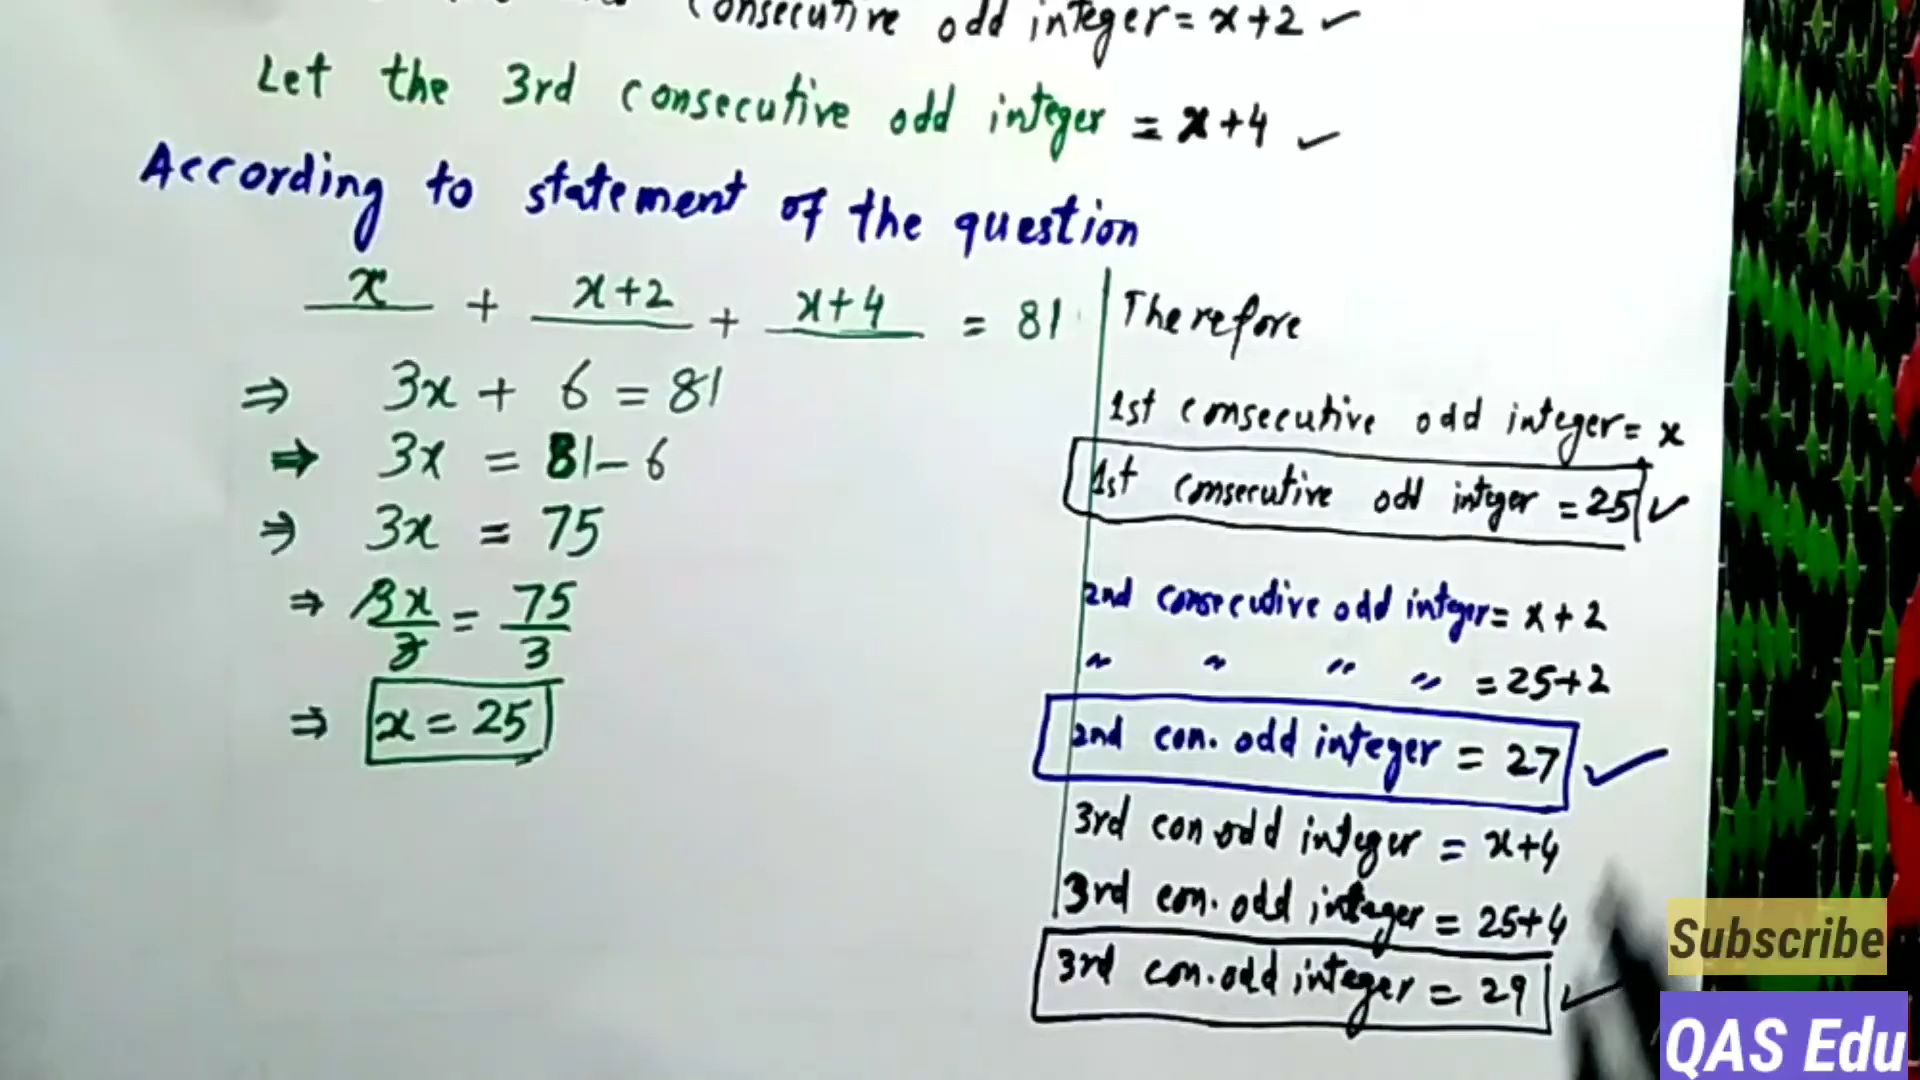 consecutive odd integer = x+2 ✓
Let the 3rd consecutive odd integer = x+4 ✓
According to statement of the question
x + x+2 + x+4 = 81
⇒ 3x + 6 = 81
⇒ 3x = 81-6
⇒ 3x = 75
⇒ 3x/3 = 75/3
⇒ x = 25
Therefore
1st consecutive odd integer = x
1st consecutive odd integer = 25 ✓
2nd consecutive odd integer = x+2
" " " " = 25+2
2nd con. odd integer = 27 ✓
3rd con odd integer = x+4
3rd con. odd integer = 25+4
3rd con. odd integer = 29 ✓
Subscribe
QAS Edu